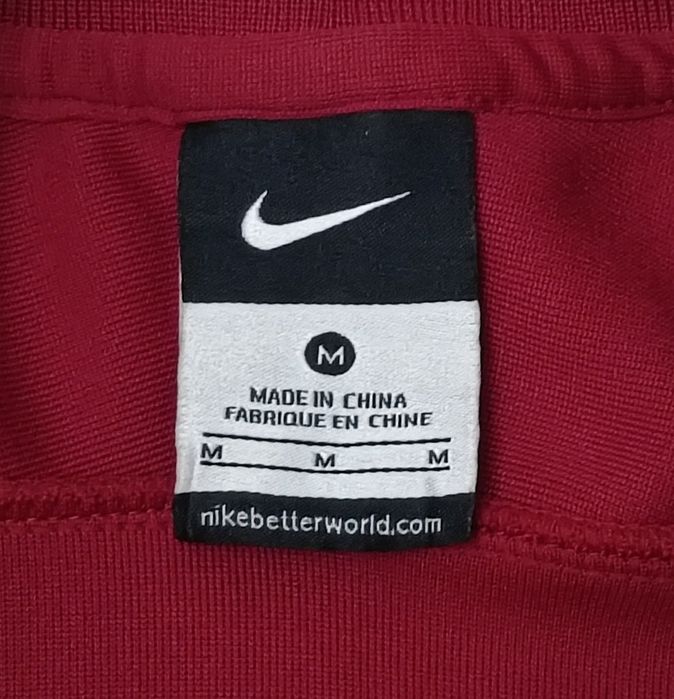 M
MADE IN CHINA
FABRIQUE EN CHINE
M M M
nikebetterworld.com